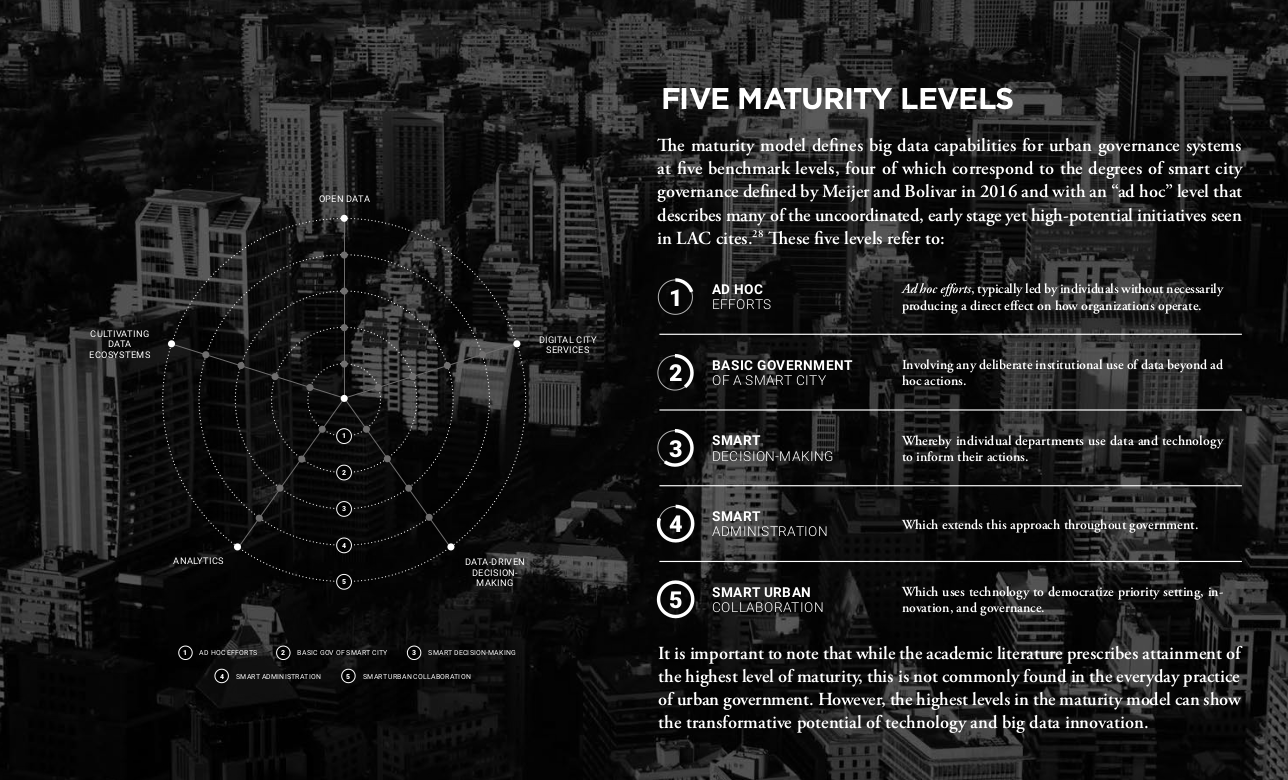 OPEN DATA
CULTIVATING
DATA
ECOSYSTEMS
DIGITAL CITY
SERVICES
1
2
3
4
5
ANALYTICS
DATA-DRIVEN
DECISION-
MAKING
1 AD HOC EFFORTS 2 BASIC GOV OF SMART CITY 3 SMART DECISION-MAKING
4 SMART ADMINISTRATION 5 SMART URBAN COLLABORATION
FIVE MATURITY LEVELS
The maturity model defines big data capabilities for urban governance systems
at five benchmark levels, four of which correspond to the degrees of smart city
governance defined by Meijer and Bolivar in 2016 and with an “ad hoc” level that
describes many of the uncoordinated, early stage yet high-potential initiatives seen
in LAC cites.²⁸ These five levels refer to:
1
AD HOC
EFFORTS
Ad hoc efforts, typically led by individuals without necessarily
producing a direct effect on how organizations operate.
2
BASIC GOVERNMENT
OF A SMART CITY
Involving any deliberate institutional use of data beyond ad
hoc actions.
3
SMART
DECISION-MAKING
Whereby individual departments use data and technology
to inform their actions.
4
SMART
ADMINISTRATION
Which extends this approach throughout government.
5
SMART URBAN
COLLABORATION
Which uses technology to democratize priority setting, in-
novation, and governance.
It is important to note that while the academic literature prescribes attainment of
the highest level of maturity, this is not commonly found in the everyday practice
of urban government. However, the highest levels in the maturity model can show
the transformative potential of technology and big data innovation.